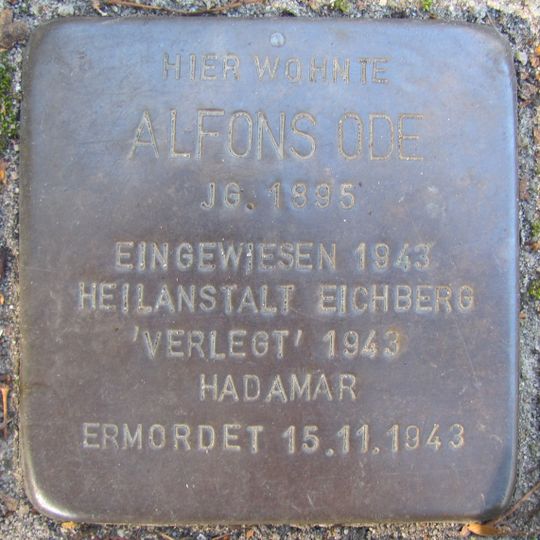 HIER WOHNTE
ALFONS ODE
JG. 1895
EINGEWIESEN 1943
HEILANSTALT EICHBERG
'VERLEGT' 1943
HADAMAR
ERMORDET 15.11.1943